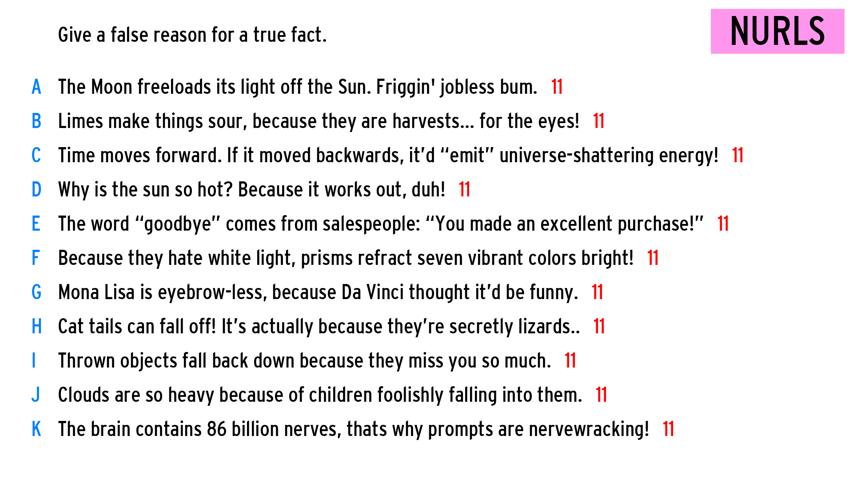 Give a false reason for a true fact.
NURLS
A The Moon freeloads its light off the Sun. Friggin' jobless bum. 11
B Limes make things sour, because they are harvests... for the eyes! 11
C Time moves forward. If it moved backwards, it'd “emit” universe-shattering energy! 11
D Why is the sun so hot? Because it works out, duh! 11
E The word “goodbye” comes from salespeople: “You made an excellent purchase!” 11
F Because they hate white light, prisms refract seven vibrant colors bright! 11
G Mona Lisa is eyebrow-less, because Da Vinci thought it'd be funny. 11
H Cat tails can fall off! It's actually because they're secretly lizards.. 11
I Thrown objects fall back down because they miss you so much. 11
J Clouds are so heavy because of children foolishly falling into them. 11
K The brain contains 86 billion nerves, thats why prompts are nervewracking! 11